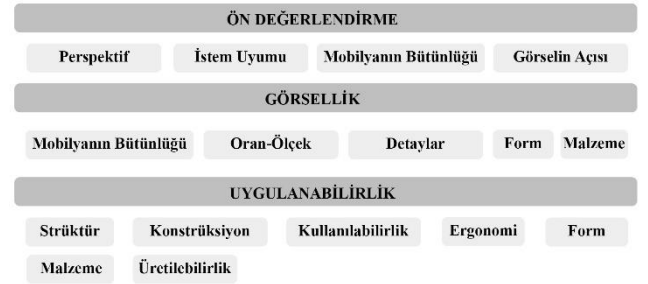 ÖN DEĞERLENDİRME
Perspektif İstem Uyumu Mobilyanın Bütünlüğü Görselin Açısı
GÖRSELLİK
Mobilyanın Bütünlüğü Oran-Ölçek Detaylar Form Malzeme
UYGULANABİLİRLİK
Strüktür Konstrüksiyon Kullanılabilirlik Ergonomi Form
Malzeme Üretilebilirlik